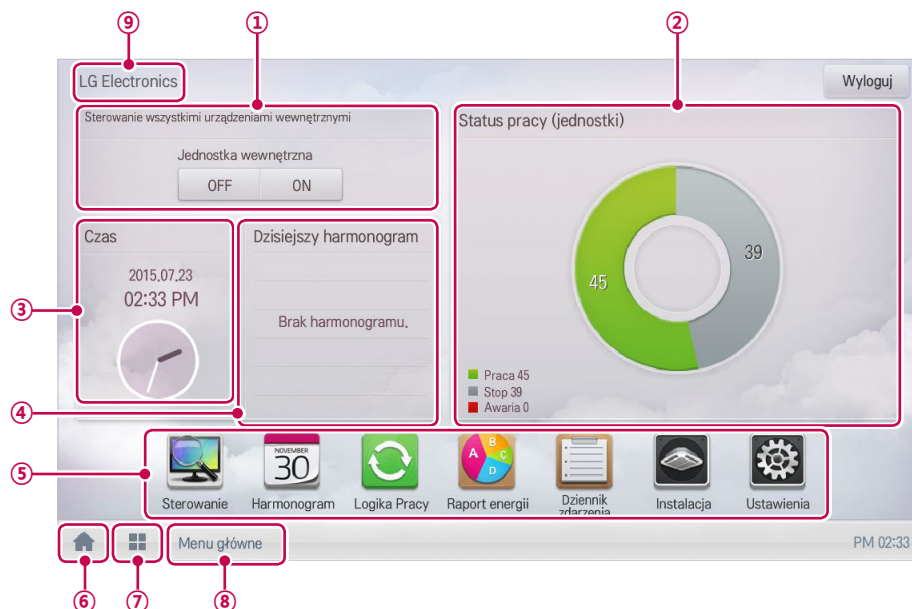 ⑨ ① ②
LG Electronics
Wyloguj
Sterowanie wszystkimi urządzeniami wewnętrznymi
Jednostka wewnętrzna
OFF ON
Status pracy (jednostki)
45
39
Praca 45
Stop 39
Awaria 0
③
Czas
2015.07.23
02:33 PM
④
Dzisiejszy harmonogram
Brak harmonogramu.
⑤
A B C D
NOVEMBER
30
Sterowanie
Harmonogram
Logika Pracy
Raport energii
Dziennik
zdarzenia
Instalacja
Ustawienia
Menu główne
PM 02:33
⑥ ⑦ ⑧